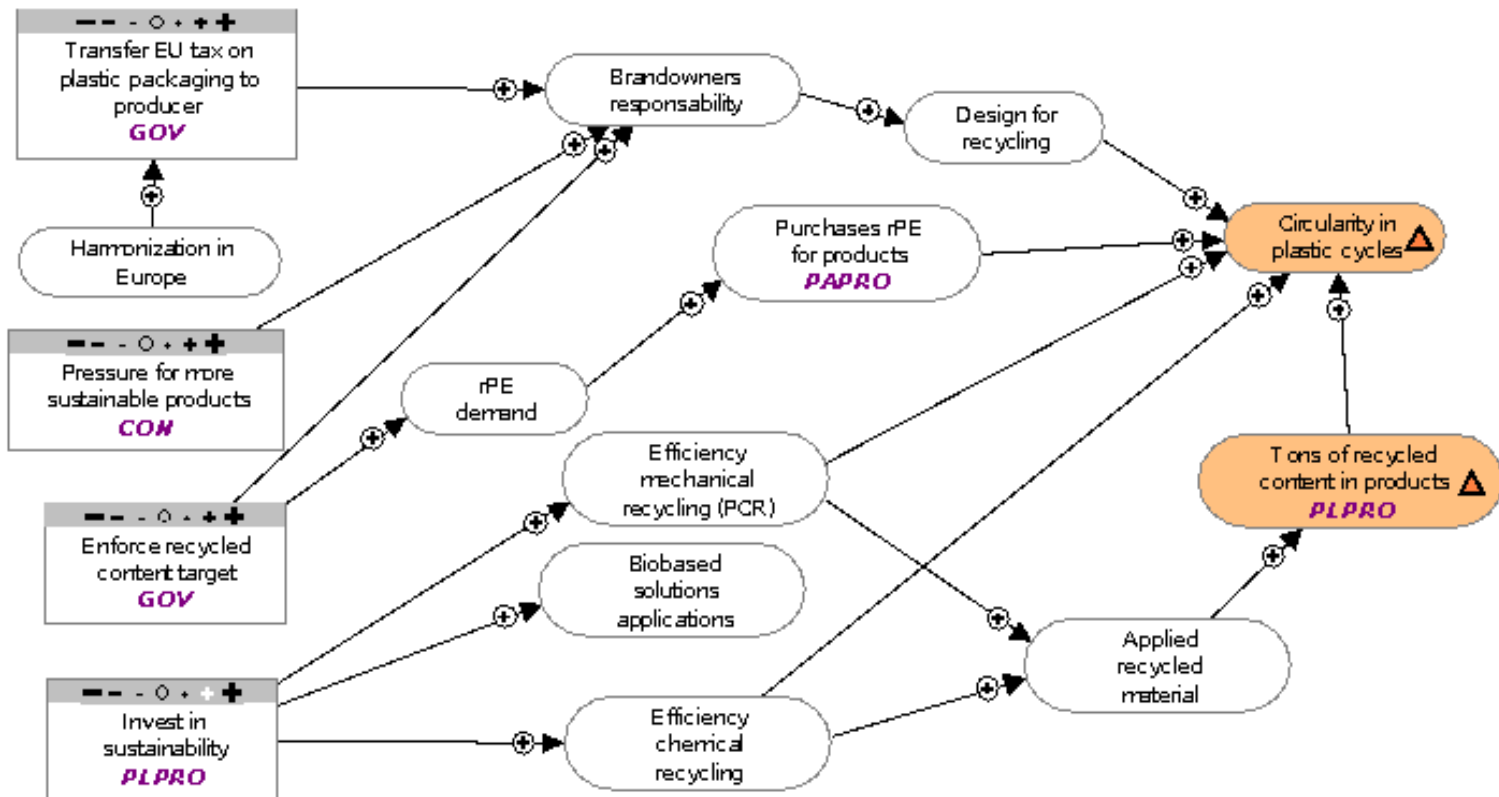 Transfer EU tax on
plastic packaging to
producer
GOV
Brandowners
responsability
Design for
recycling
Harmonization in
Europe
Purchases rPE
for products
PAPRO
Circularity in
plastic cycles
Pressure for more
sustainable products
CON
rPE
demand
Efficiency
mechanical
recycling (PCR)
Tons of recycled
content in products
PLPRO
Enforce recycled
content target
GOV
Biobased
solutions
applications
Applied
recycled
material
Invest in
sustainability
PLPRO
Efficiency
chemical
recycling